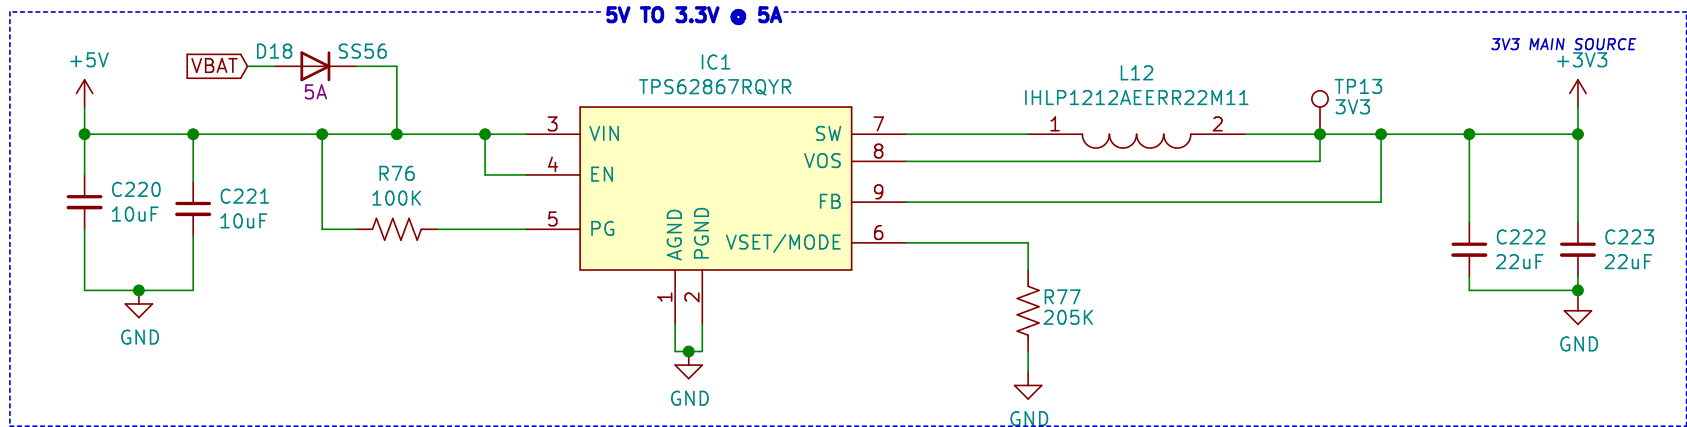 5V TO 3.3V @ 5A
3V3 MAIN SOURCE
+5V
VBAT
D18
SS56
5A
IC1
TPS62867RQYR
L12
IHLP1212AEERR22M11
1
2
TP13
3V3
+3V3
3
VIN
4
EN
5
PG
SW
7
VOS
8
FB
9
VSET/MODE
6
AGND
PGND
1
2
C220
10uF
C221
10uF
R76
100K
R77
205K
C222
22uF
C223
22uF
GND
GND
GND
GND